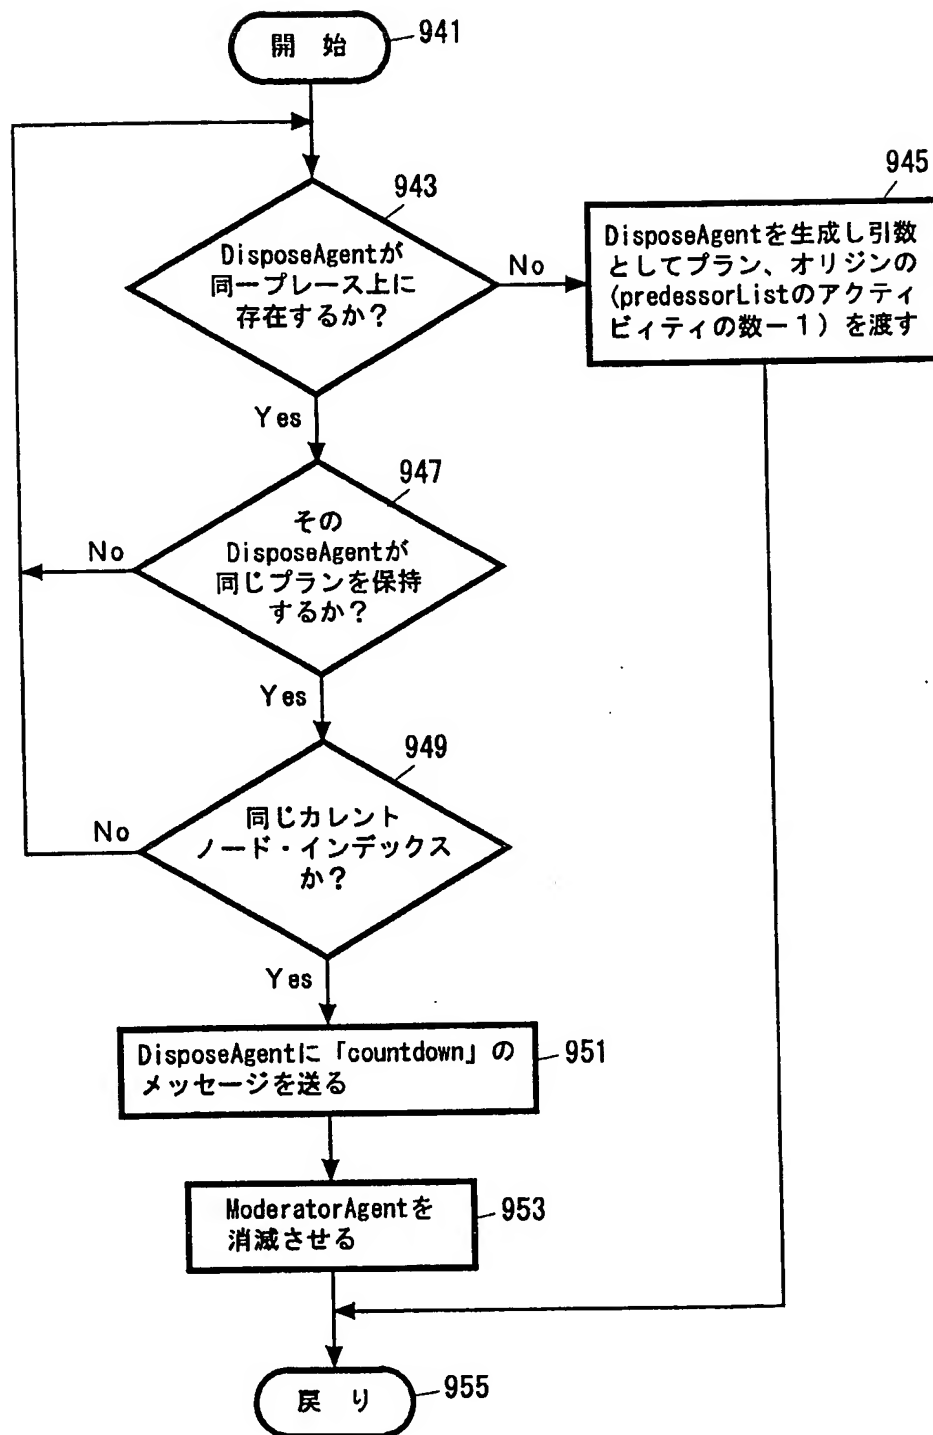 開 始
941
943
DisposeAgentが
同一プレース上に
存在するか?
No
945
DisposeAgentを生成し引数
としてプラン、オリジンの
(predessorListのアクティ
ビィティの数-1)を渡す
Yes
947
その
DisposeAgentが
同じプランを保持
するか?
No
Yes
949
同じカレント
ノード・インデックス
か?
No
Yes
DisposeAgentに「countdown」の
メッセージを送る
951
ModeratorAgentを
消滅させる
953
戻 り
955